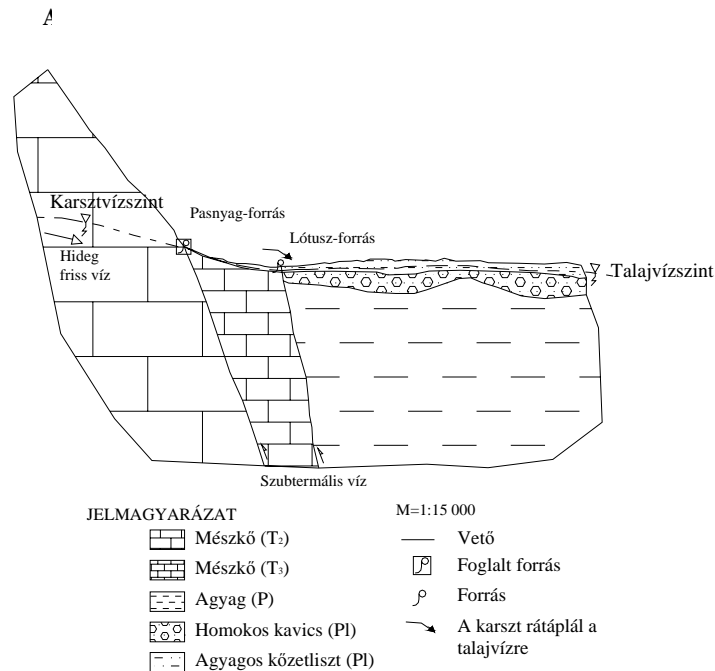 Karsztvízszint
Pasnyag-forrás
Lótusz-forrás
Hideg
friss víz
Talajvízszint
Szubtermális víz
JELMAGYARÁZAT
M=1:15 000
Mészkő (T₂)
Mészkő (T₃)
Agyag (P)
Homokos kavics (Pl)
Agyagos kőzetliszt (Pl)
Vető
Foglalt forrás
Forrás
A karszt rátáplál a
talajvízre